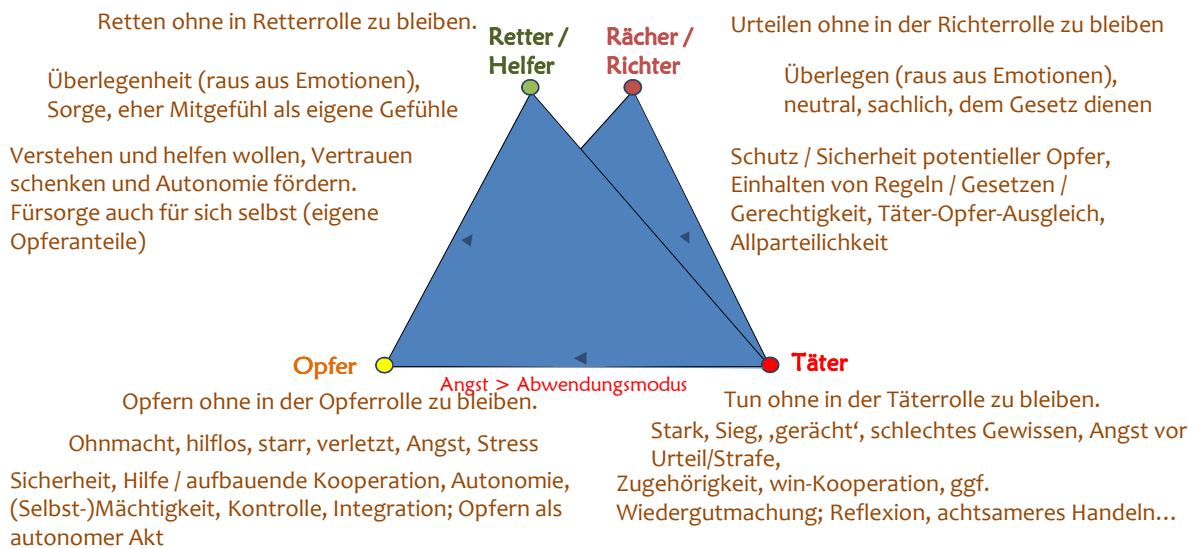 Retten ohne in Retterrolle zu bleiben.
Überlegenheit (raus aus Emotionen),
Sorge, eher Mitgefühl als eigene Gefühle
Verstehen und helfen wollen, Vertrauen
schenken und Autonomie fördern.
Fürsorge auch für sich selbst (eigene
Opferanteile)
Retter /
Helfer
Rächer /
Richter
Urteilen ohne in der Richterrolle zu bleiben
Überlegen (raus aus Emotionen),
neutral, sachlich, dem Gesetz dienen
Schutz / Sicherheit potentieller Opfer,
Einhalten von Regeln / Gesetzen /
Gerechtigkeit, Täter-Opfer-Ausgleich,
Allparteilichkeit
Opfer
Täter
Angst > Abwendungsmodus
Opfern ohne in der Opferrolle zu bleiben.
Ohnmacht, hilflos, starr, verletzt, Angst, Stress
Sicherheit, Hilfe / aufbauende Kooperation, Autonomie,
(Selbst-)Mächtigkeit, Kontrolle, Integration; Opfern als
autonomer Akt
Tun ohne in der Täterrolle zu bleiben.
Stark, Sieg, ‚gerächt‘, schlechtes Gewissen, Angst vor
Urteil/Strafe,
Zugehörigkeit, win-Kooperation, ggf.
Wiedergutmachung; Reflexion, achtsameres Handeln…